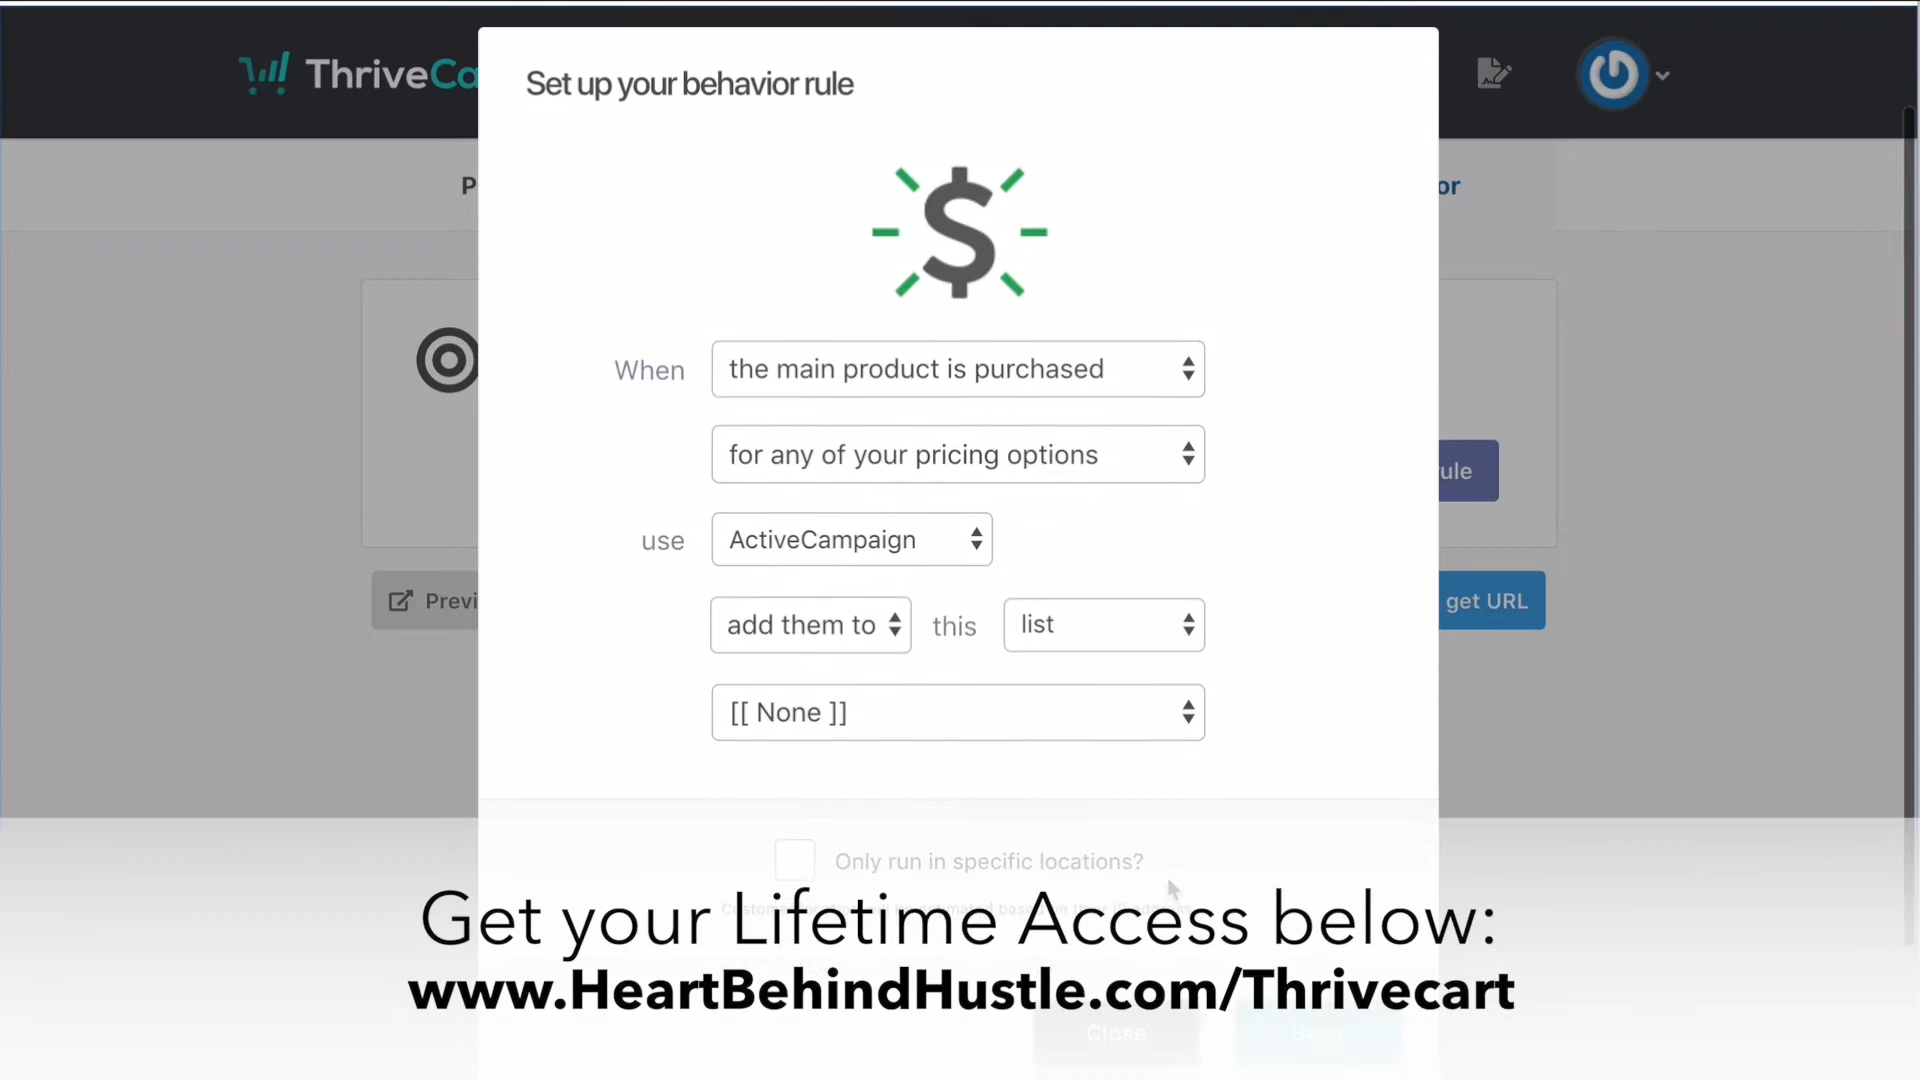 ThriveCa
Set up your behavior rule
P
or
When
the main product is purchased
for any of your pricing options
ule
use
ActiveCampaign
Previ
get URL
add them to
this
list
[[ None ]]
Only run in specific locations?
Get your Lifetime Access below:
www.HeartBehindHustle.com/Thrivecart
Close